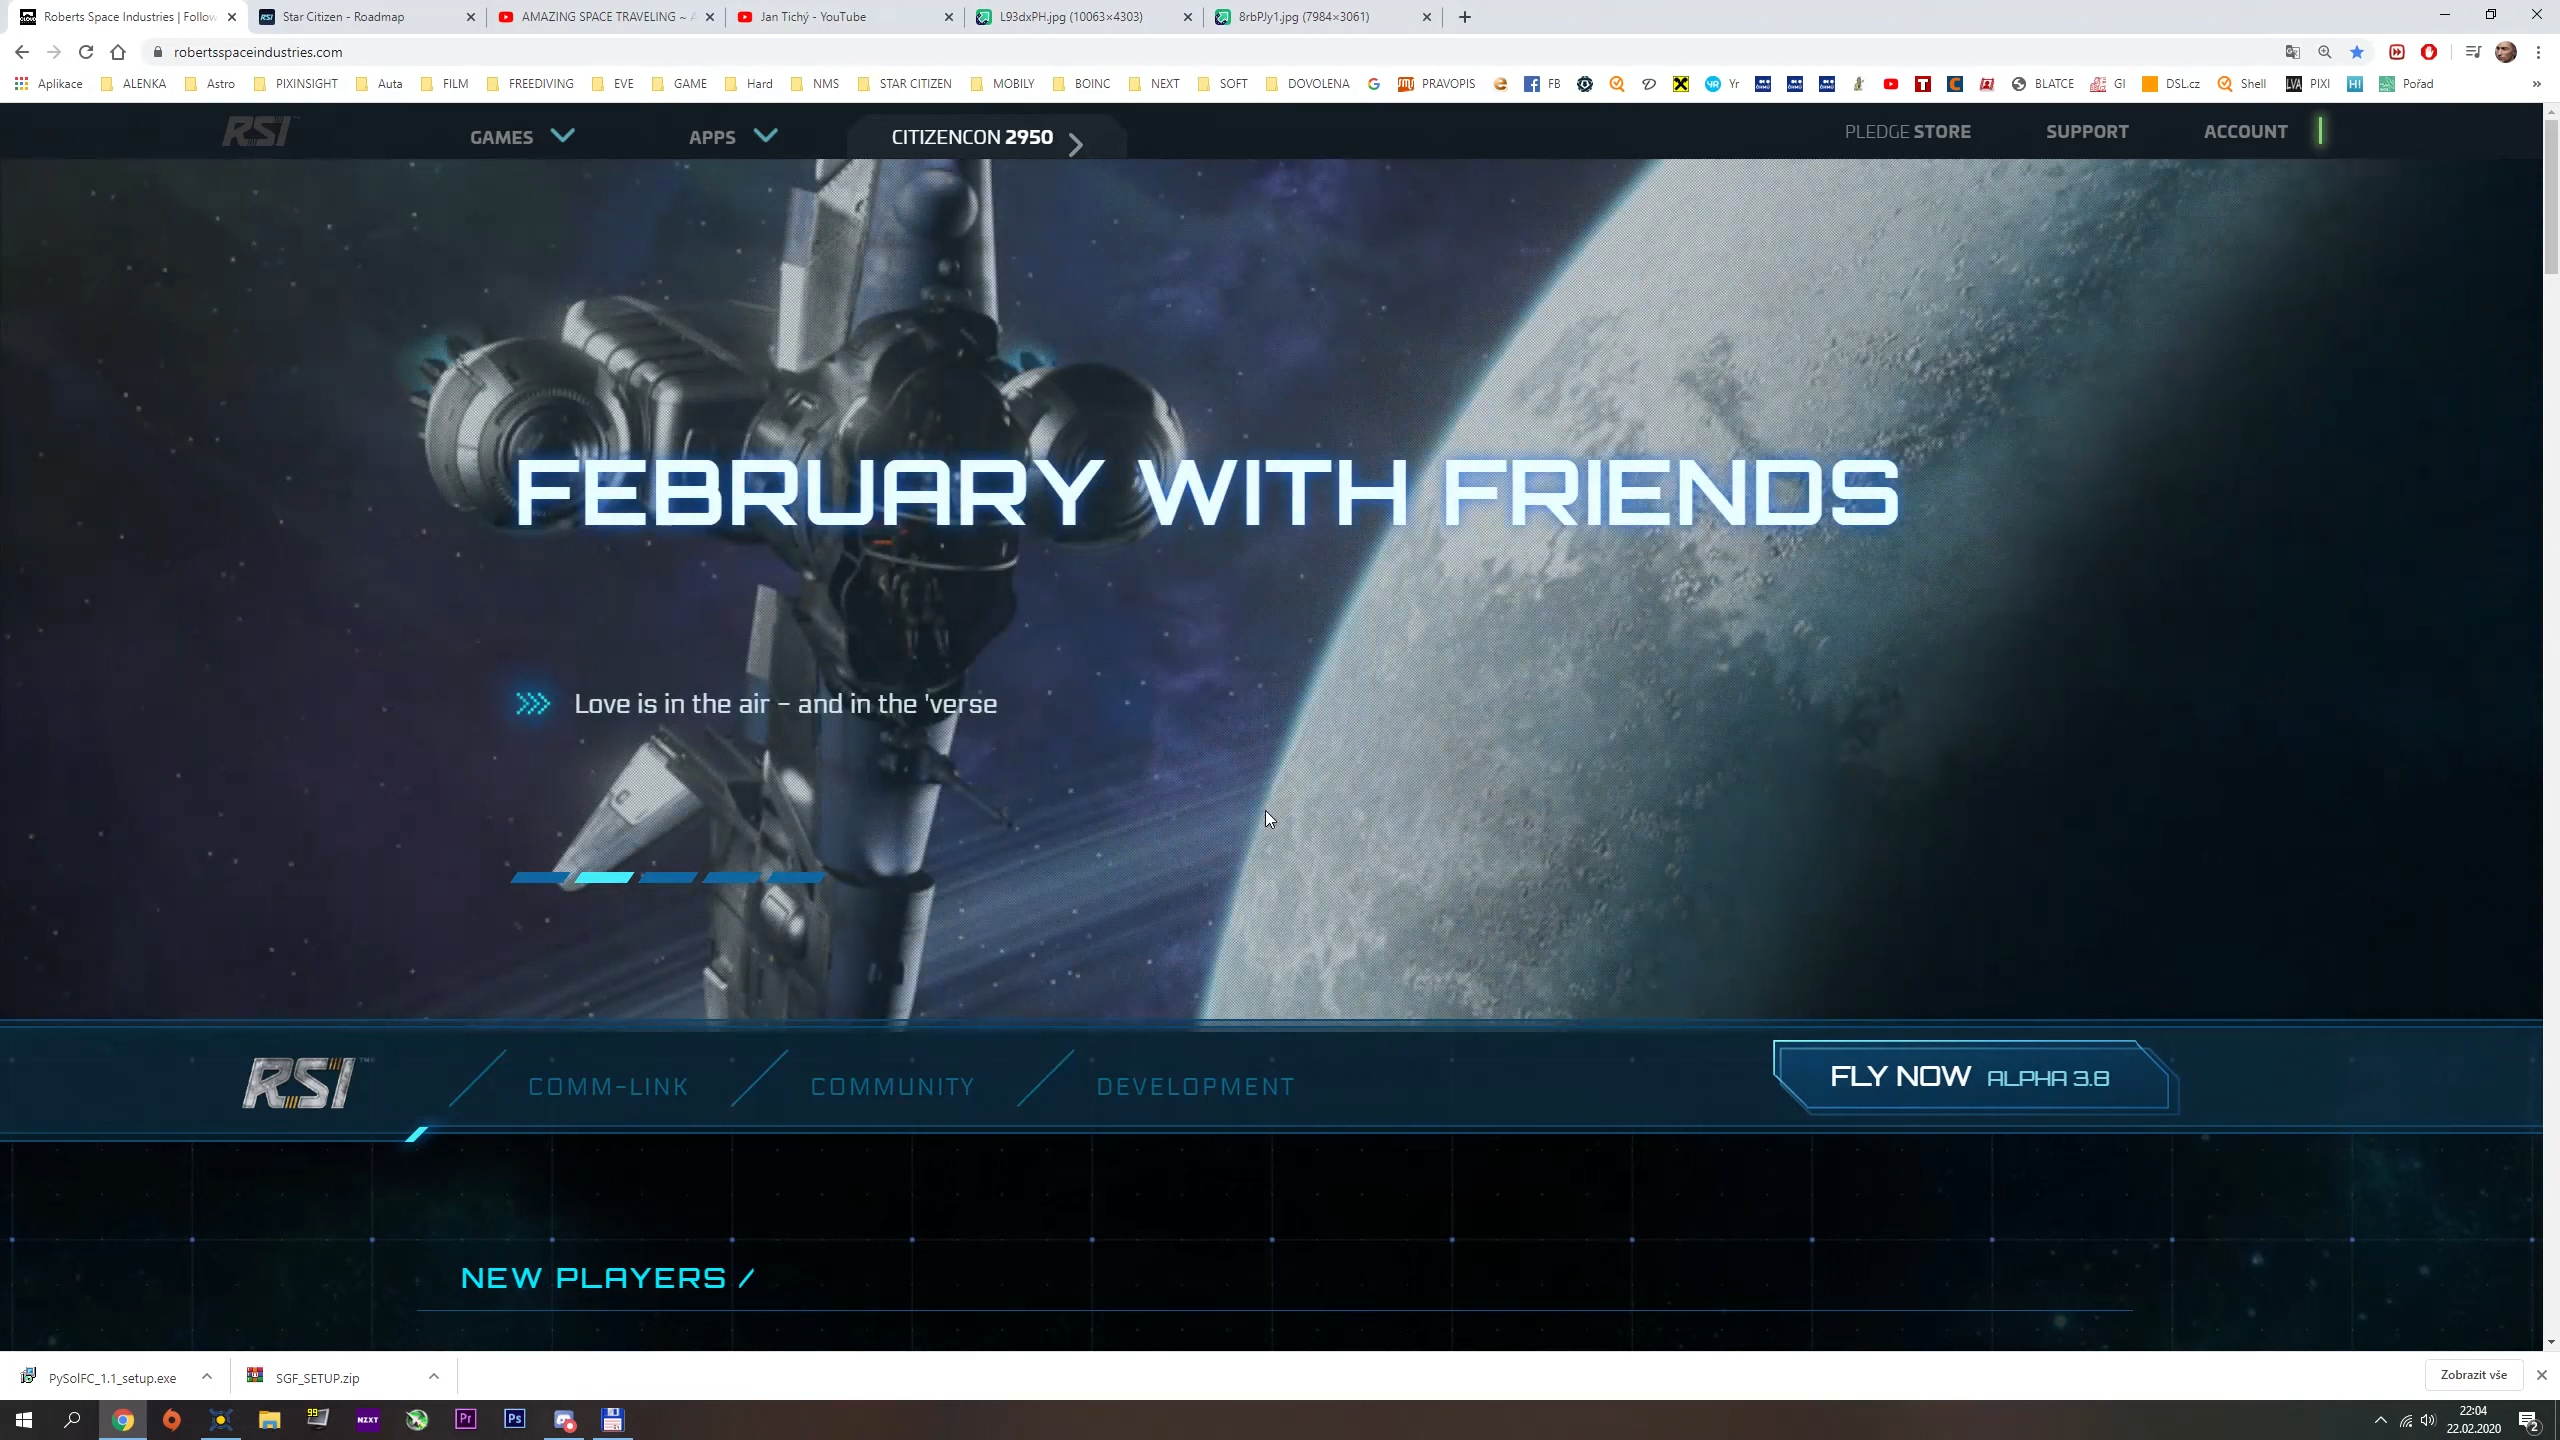 Roberts Space Industries | Follow
Star Citizen - Roadmap
AMAZING SPACE TRAVELING ~ A
Jan Tichý - YouTube
L93dxPH.jpg (10063×4303)
8rbPJy1.jpg (7984×3061)
robertsspaceindustries.com
Aplikace ALENKA Astro PIXINSIGHT Auta FILM FREEDIVING EVE GAME Hard NMS STAR CITIZEN MOBILY BOINC NEXT SOFT DOVOLENA PRAVOPIS FB Yr BLATCE GI DSL.cz Shell PIXI Pořad
RSI GAMES APPS CITIZENCON 2950 PLEDGE STORE SUPPORT ACCOUNT
FEBRUARY WITH FRIENDS
Love is in the air – and in the 'verse
RSI COMM-LINK COMMUNITY DEVELOPMENT FLY NOW ALPHA 3.8
NEW PLAYERS /
PySolFC_1.1_setup.exe SGF_SETUP.zip Zobrazit vše
99 NZXT Pr Ps 22:04
22.02.2020 2